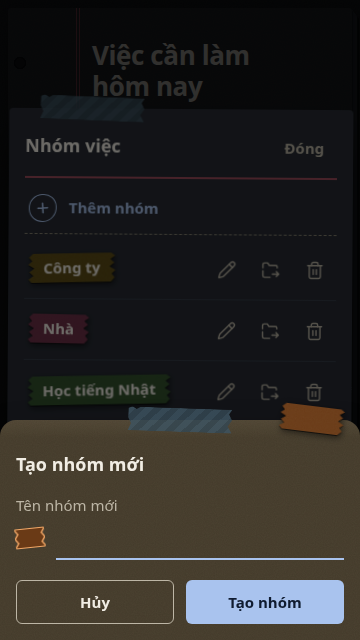 Việc cần làm
hôm nay
Nhóm việc
Đóng
Thêm nhóm
Công ty
Nhà
Học tiếng Nhật
Tạo nhóm mới
Tên nhóm mới
Hủy
Tạo nhóm